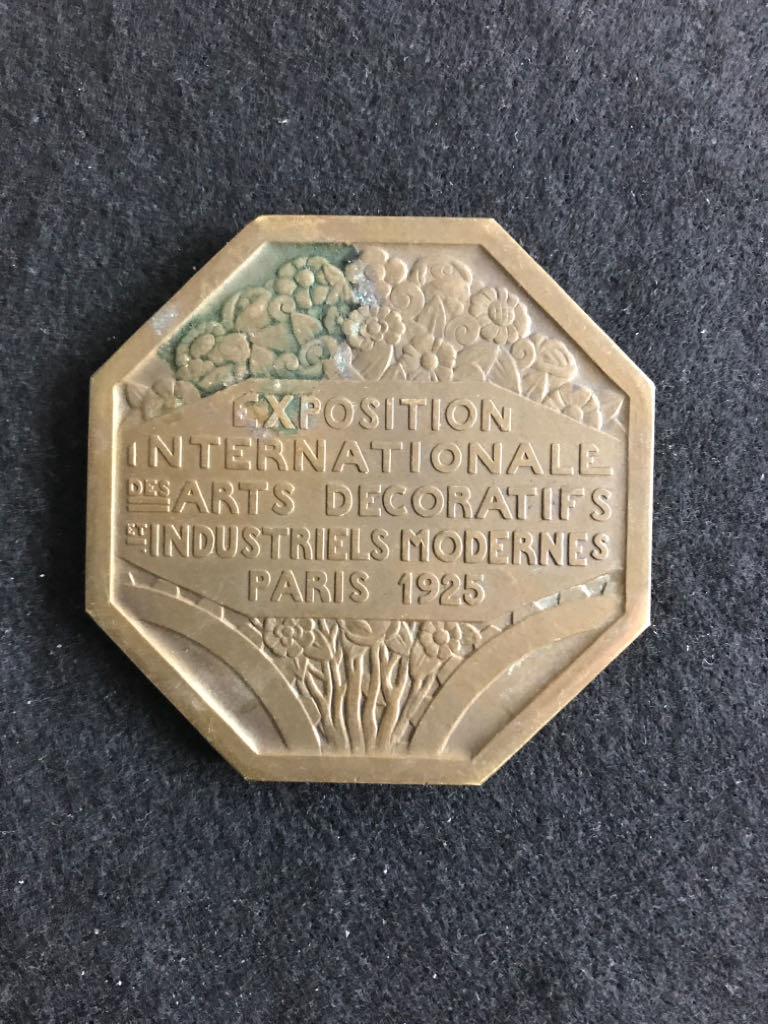 EXPOSITION
INTERNATIONALE
DES ARTS DECORATIFS
ET INDUSTRIELS MODERNES
PARIS 1925